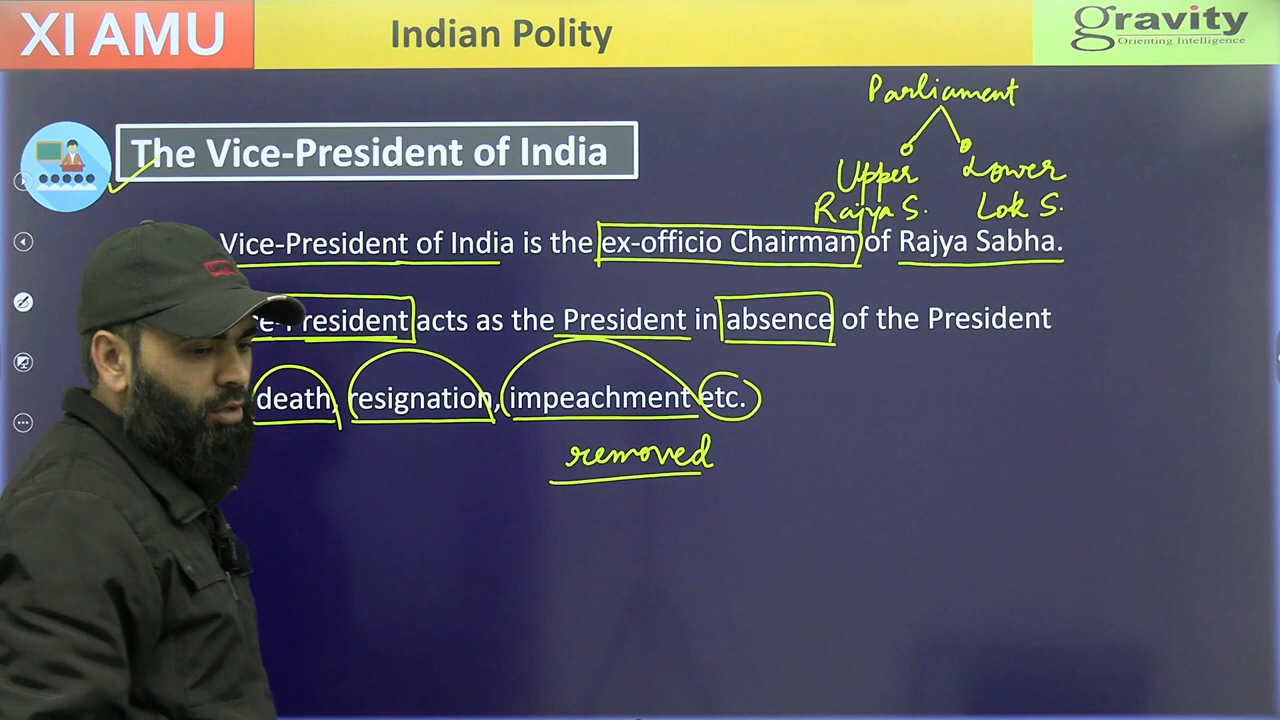 XI AMU
Indian Polity
gravity
Orienting Intelligence
Parliament
The Vice-President of India
Upper Lower
Rajya S. Lok S.
Vice-President of India is the ex-officio Chairman of Rajya Sabha.
President acts as the President in absence of the President
death, resignation, impeachment etc.
removed